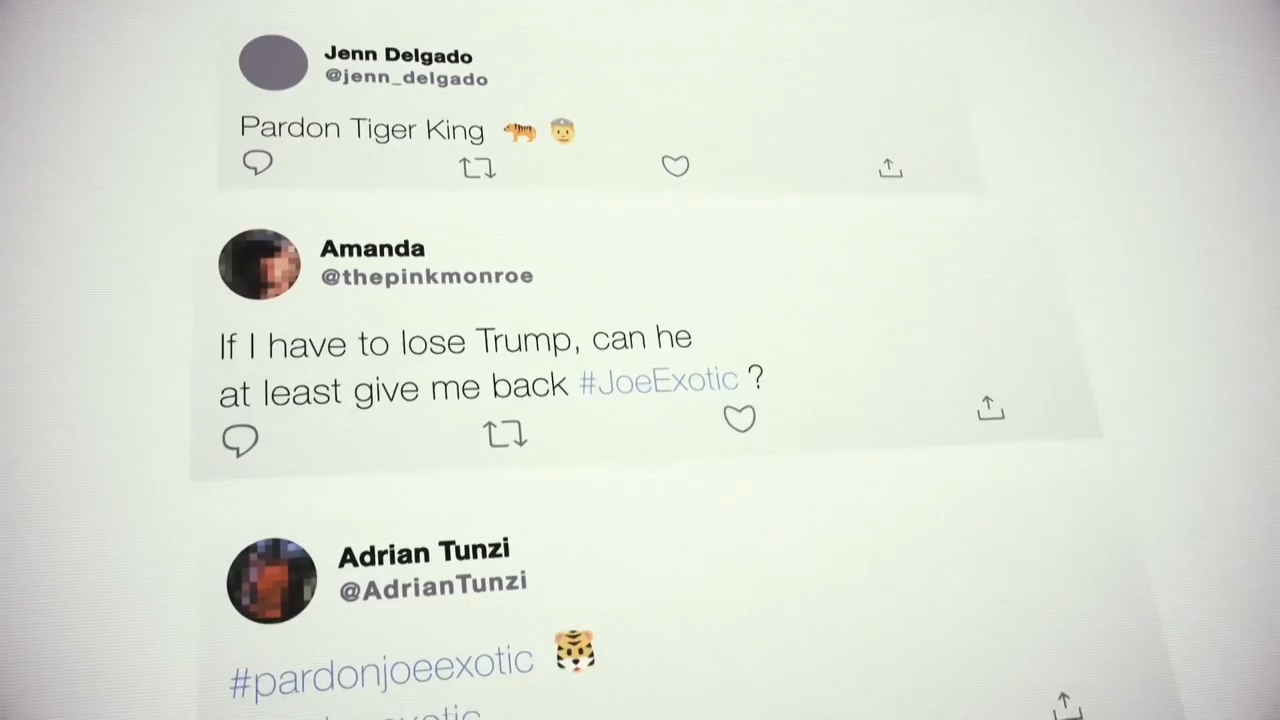 Jenn Delgado
@jenn_delgado
Pardon Tiger King 🐅 🤴
Amanda
@thepinkmonroe
If I have to lose Trump, can he
at least give me back #JoeExotic ?
Adrian Tunzi
@AdrianTunzi
#pardonjoeexotic 🐯